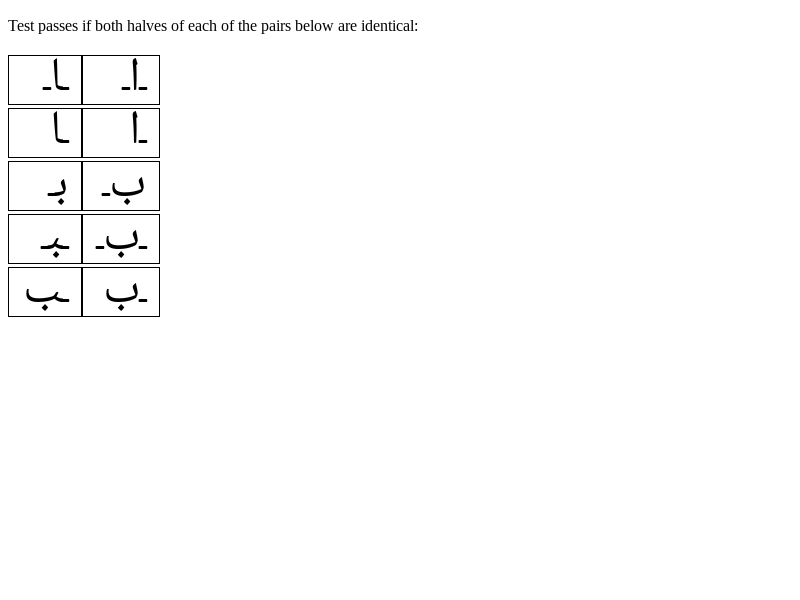 Test passes if both halves of each of the pairs below are identical:
ـاـ ـاـ
ـا ـا
بـ بـ
ـبـ ـبـ
ـب ـب